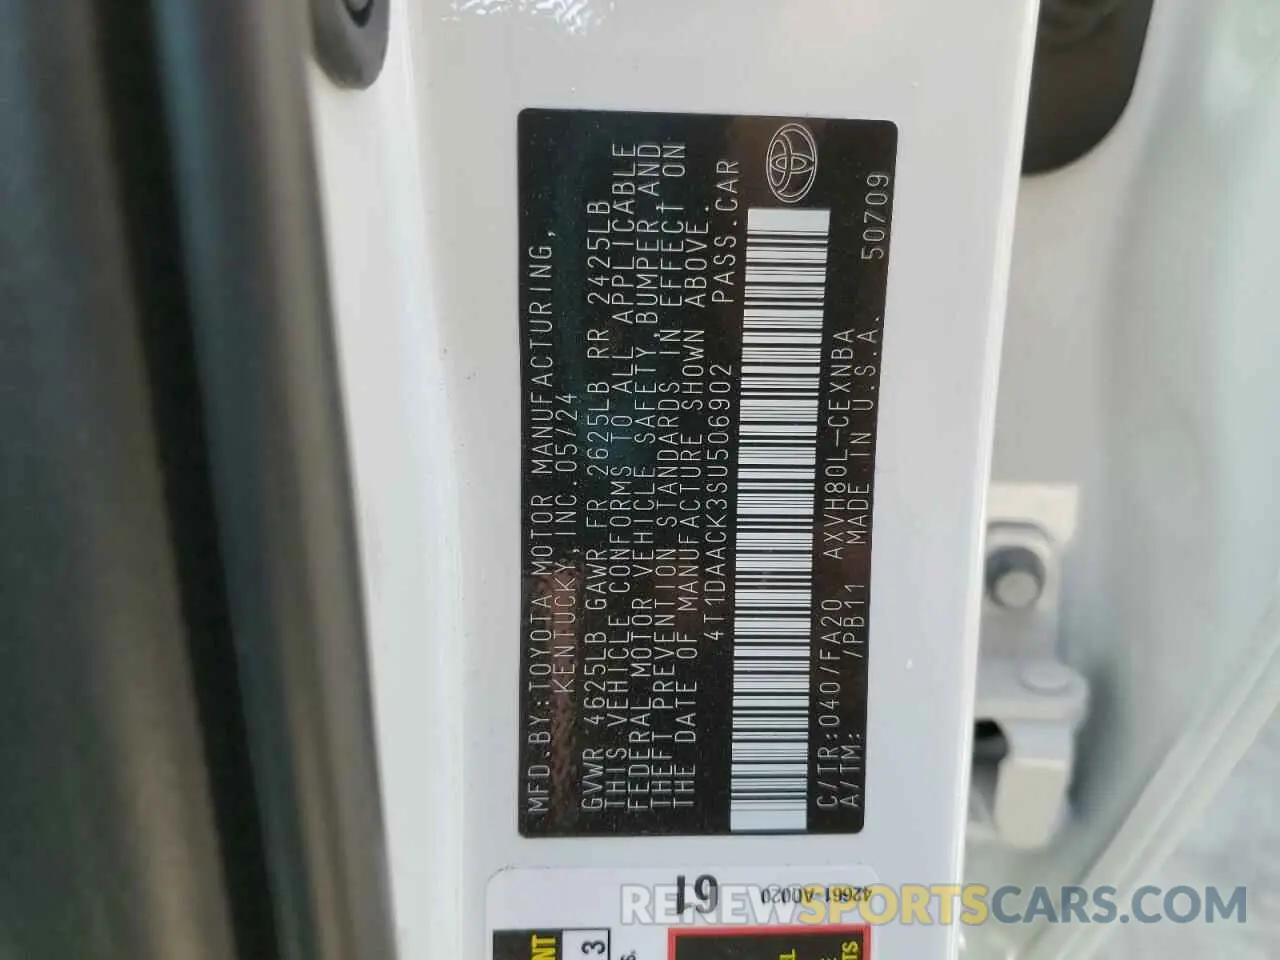 MFD.BY:TOYOTA MOTOR MANUFACTURING,
KENTUCKY,INC.05/24
GVWR 4625LB GAWR FR 2625LB RR 2425LB
THIS VEHICLE CONFORMS TO ALL APPLICABLE
FEDERAL MOTOR VEHICLE SAFETY,BUMPER,AND
THEFT PREVENTION STANDARDS IN EFFECT ON
THE DATE OF MANUFACTURE SHOWN ABOVE.
4T1DAACK3SU506902 PASS.CAR
C/TR:040/FA20 AXVH80L-CEXNBA
A/TM: /PB11 MADE IN U.S.A. 50709
61
42661-A0020
3
RENEWSPORTSCARS.COM